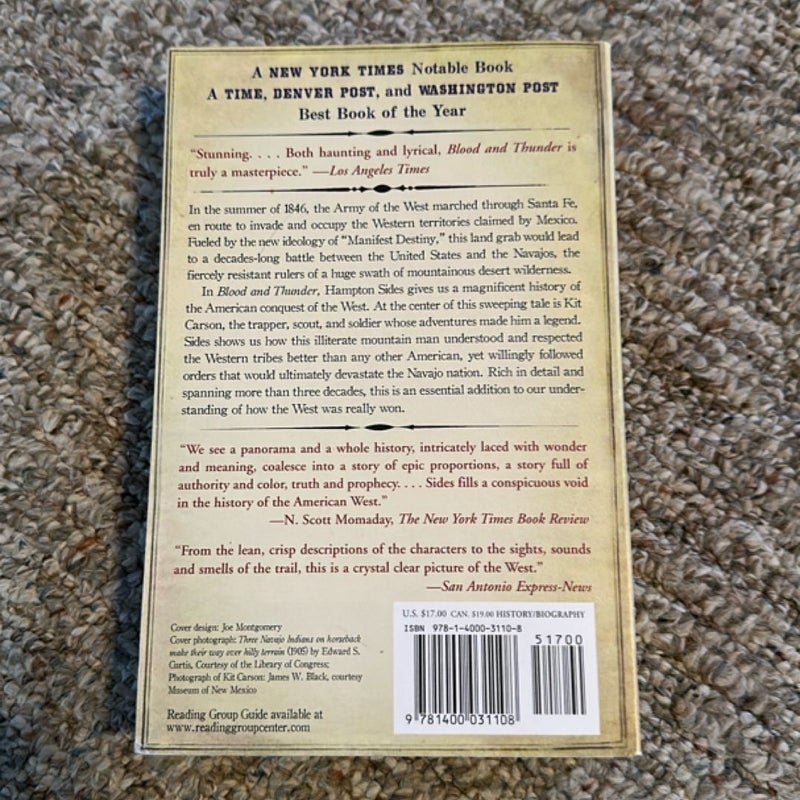 A NEW YORK TIMES Notable Book
A TIME, DENVER POST, and WASHINGTON POST
Best Book of the Year
"Stunning. . . . Both haunting and lyrical, Blood and Thunder is
truly a masterpiece." —Los Angeles Times
In the summer of 1846, the Army of the West marched through Santa Fe,
en route to invade and occupy the Western territories claimed by Mexico.
Fueled by the new ideology of "Manifest Destiny," this land grab would lead
to a decades-long battle between the United States and the Navajos, the
fiercely resistant rulers of a huge swath of mountainous desert wilderness.
In Blood and Thunder, Hampton Sides gives us a magnificent history of
the American conquest of the West. At the center of this sweeping tale is Kit
Carson, the trapper, scout, and soldier whose adventures made him a legend.
Sides shows us how this illiterate mountain man understood and respected
the Western tribes better than any other American, yet willingly followed
orders that would ultimately devastate the Navajo nation. Rich in detail and
spanning more than three decades, this is an essential addition to our under-
standing of how the West was really won.
"We see a panorama and a whole history, intricately laced with wonder
and meaning, coalesce into a story of epic proportions, a story full of
authority and color, truth and prophecy. . . . Sides fills a conspicuous void
in the history of the American West."
—N. Scott Momaday, The New York Times Book Review
"From the lean, crisp descriptions of the characters to the sights, sounds
and smells of the trail, this is a crystal clear picture of the West."
—San Antonio Express-News
Cover design: Joe Montgomery
Cover photograph: Three Navajo Indians on horseback
make their way over hilly terrain (1905) by Edward S.
Curtis, Courtesy of the Library of Congress;
Photograph of Kit Carson: James W. Black, courtesy
Museum of New Mexico
Reading Group Guide available at
www.readinggroupcenter.com
U.S. $17.00 CAN. $19.00 HISTORY/BIOGRAPHY
ISBN 978-1-4000-3110-8
51700
9 781400 031108